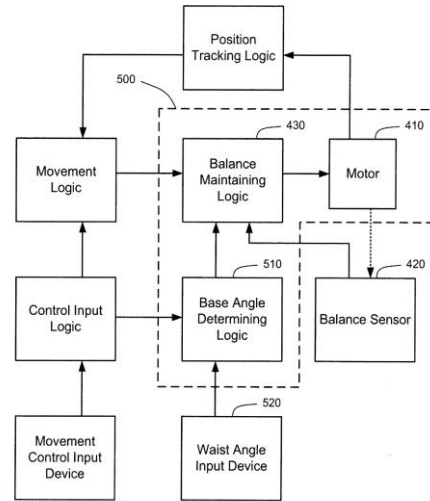 Position
Tracking Logic
500
430
410
Movement
Logic
Balance
Maintaining
Logic
Motor
510
420
Control Input
Logic
Base Angle
Determining
Logic
Balance Sensor
520
Movement
Control Input
Device
Waist Angle
Input Device